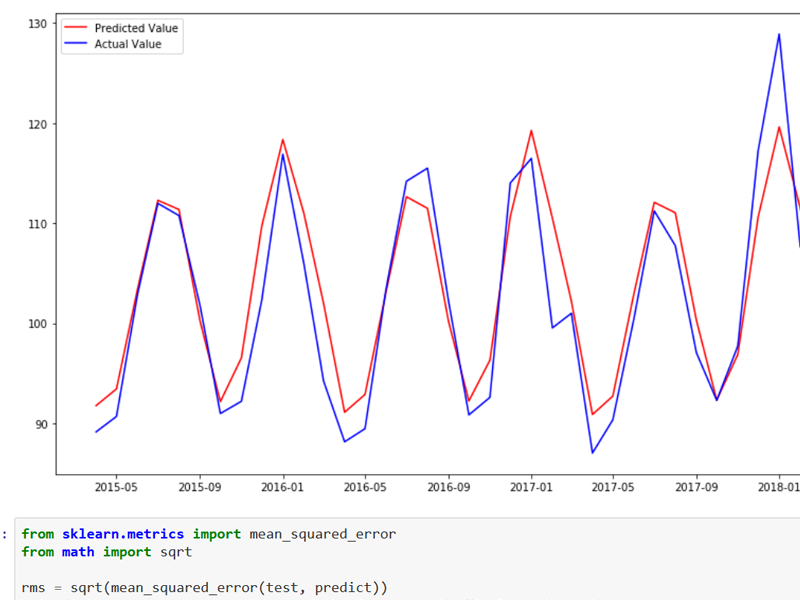 130
Predicted Value
Actual Value
120
110
100
90
2015-05 2015-09 2016-01 2016-05 2016-09 2017-01 2017-05 2017-09 2018-01
: from sklearn.metrics import mean_squared_error
from math import sqrt
rms = sqrt(mean_squared_error(test, predict))